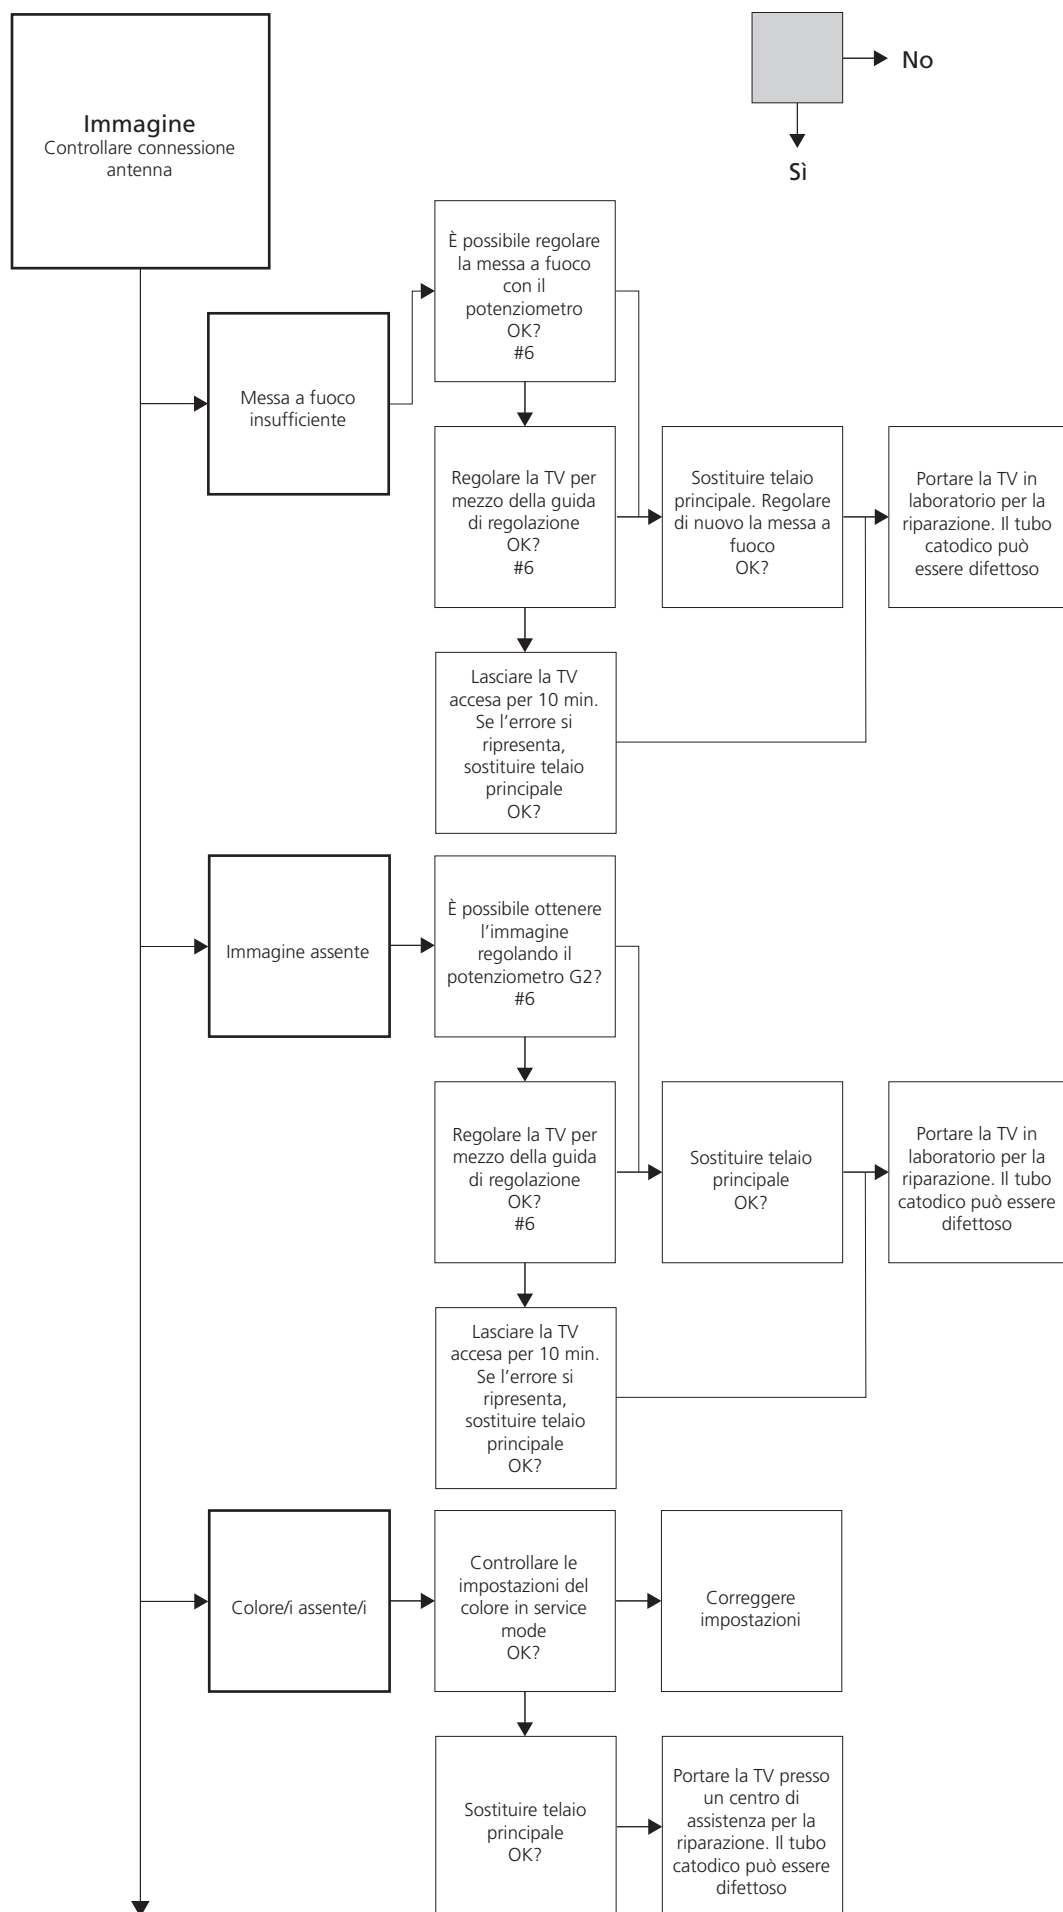 Immagine
Controllare connessione
antenna
No
Sì
Messa a fuoco
insufficiente
È possibile regolare
la messa a fuoco
con il
potenziometro
OK?
#6
Regolare la TV per
mezzo della guida
di regolazione
OK?
#6
Sostituire telaio
principale. Regolare
di nuovo la messa a
fuoco
OK?
Portare la TV in
laboratorio per la
riparazione. Il tubo
catodico può
essere difettoso
Lasciare la TV
accesa per 10 min.
Se l'errore si
ripresenta,
sostituire telaio
principale
OK?
Immagine assente
È possibile ottenere
l'immagine
regolando il
potenziometro G2?
#6
Regolare la TV per
mezzo della guida
di regolazione
OK?
#6
Sostituire telaio
principale
OK?
Portare la TV in
laboratorio per la
riparazione. Il tubo
catodico può essere
difettoso
Lasciare la TV
accesa per 10 min.
Se l'errore si
ripresenta,
sostituire telaio
principale
OK?
Colore/i assente/i
Controllare le
impostazioni del
colore in service
mode
OK?
Correggere
impostazioni
Sostituire telaio
principale
OK?
Portare la TV presso
un centro di
assistenza per la
riparazione. Il tubo
catodico può essere
difettoso